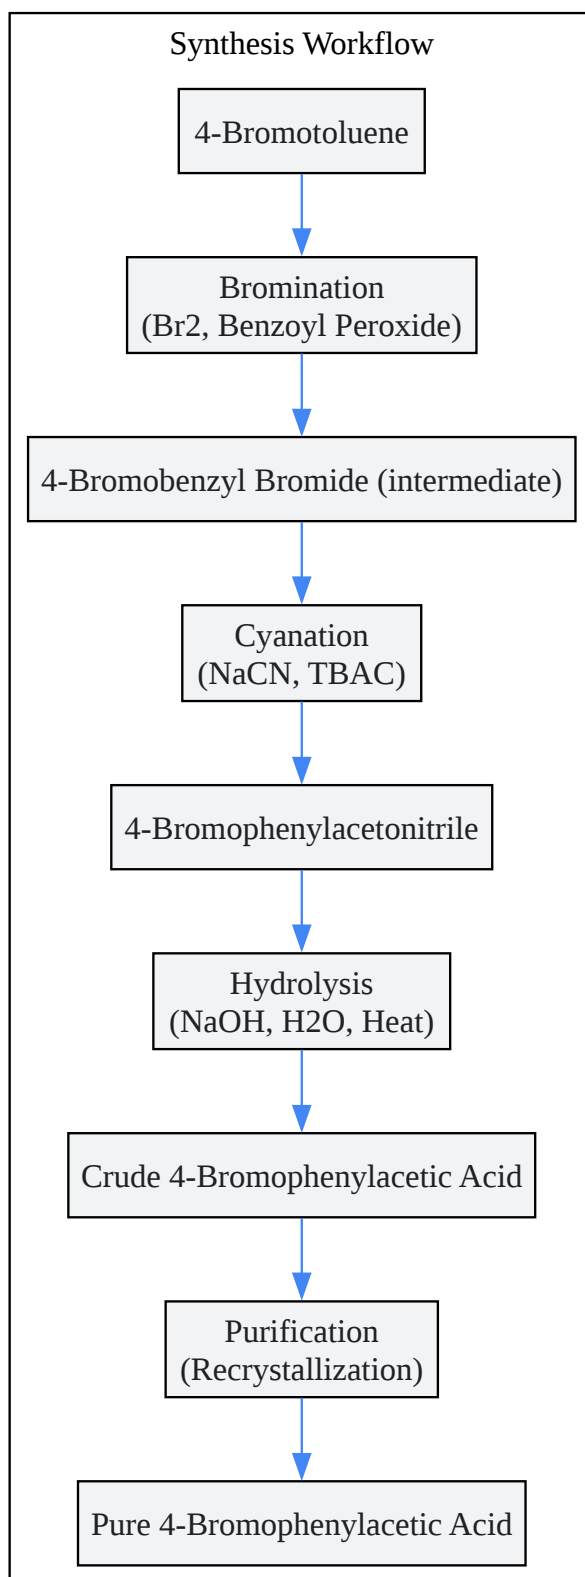 Synthesis Workflow
4-Bromotoluene
Bromination
(Br2, Benzoyl Peroxide)
4-Bromobenzyl Bromide (intermediate)
Cyanation
(NaCN, TBAC)
4-Bromophenylacetonitrile
Hydrolysis
(NaOH, H2O, Heat)
Crude 4-Bromophenylacetic Acid
Purification
(Recrystallization)
Pure 4-Bromophenylacetic Acid